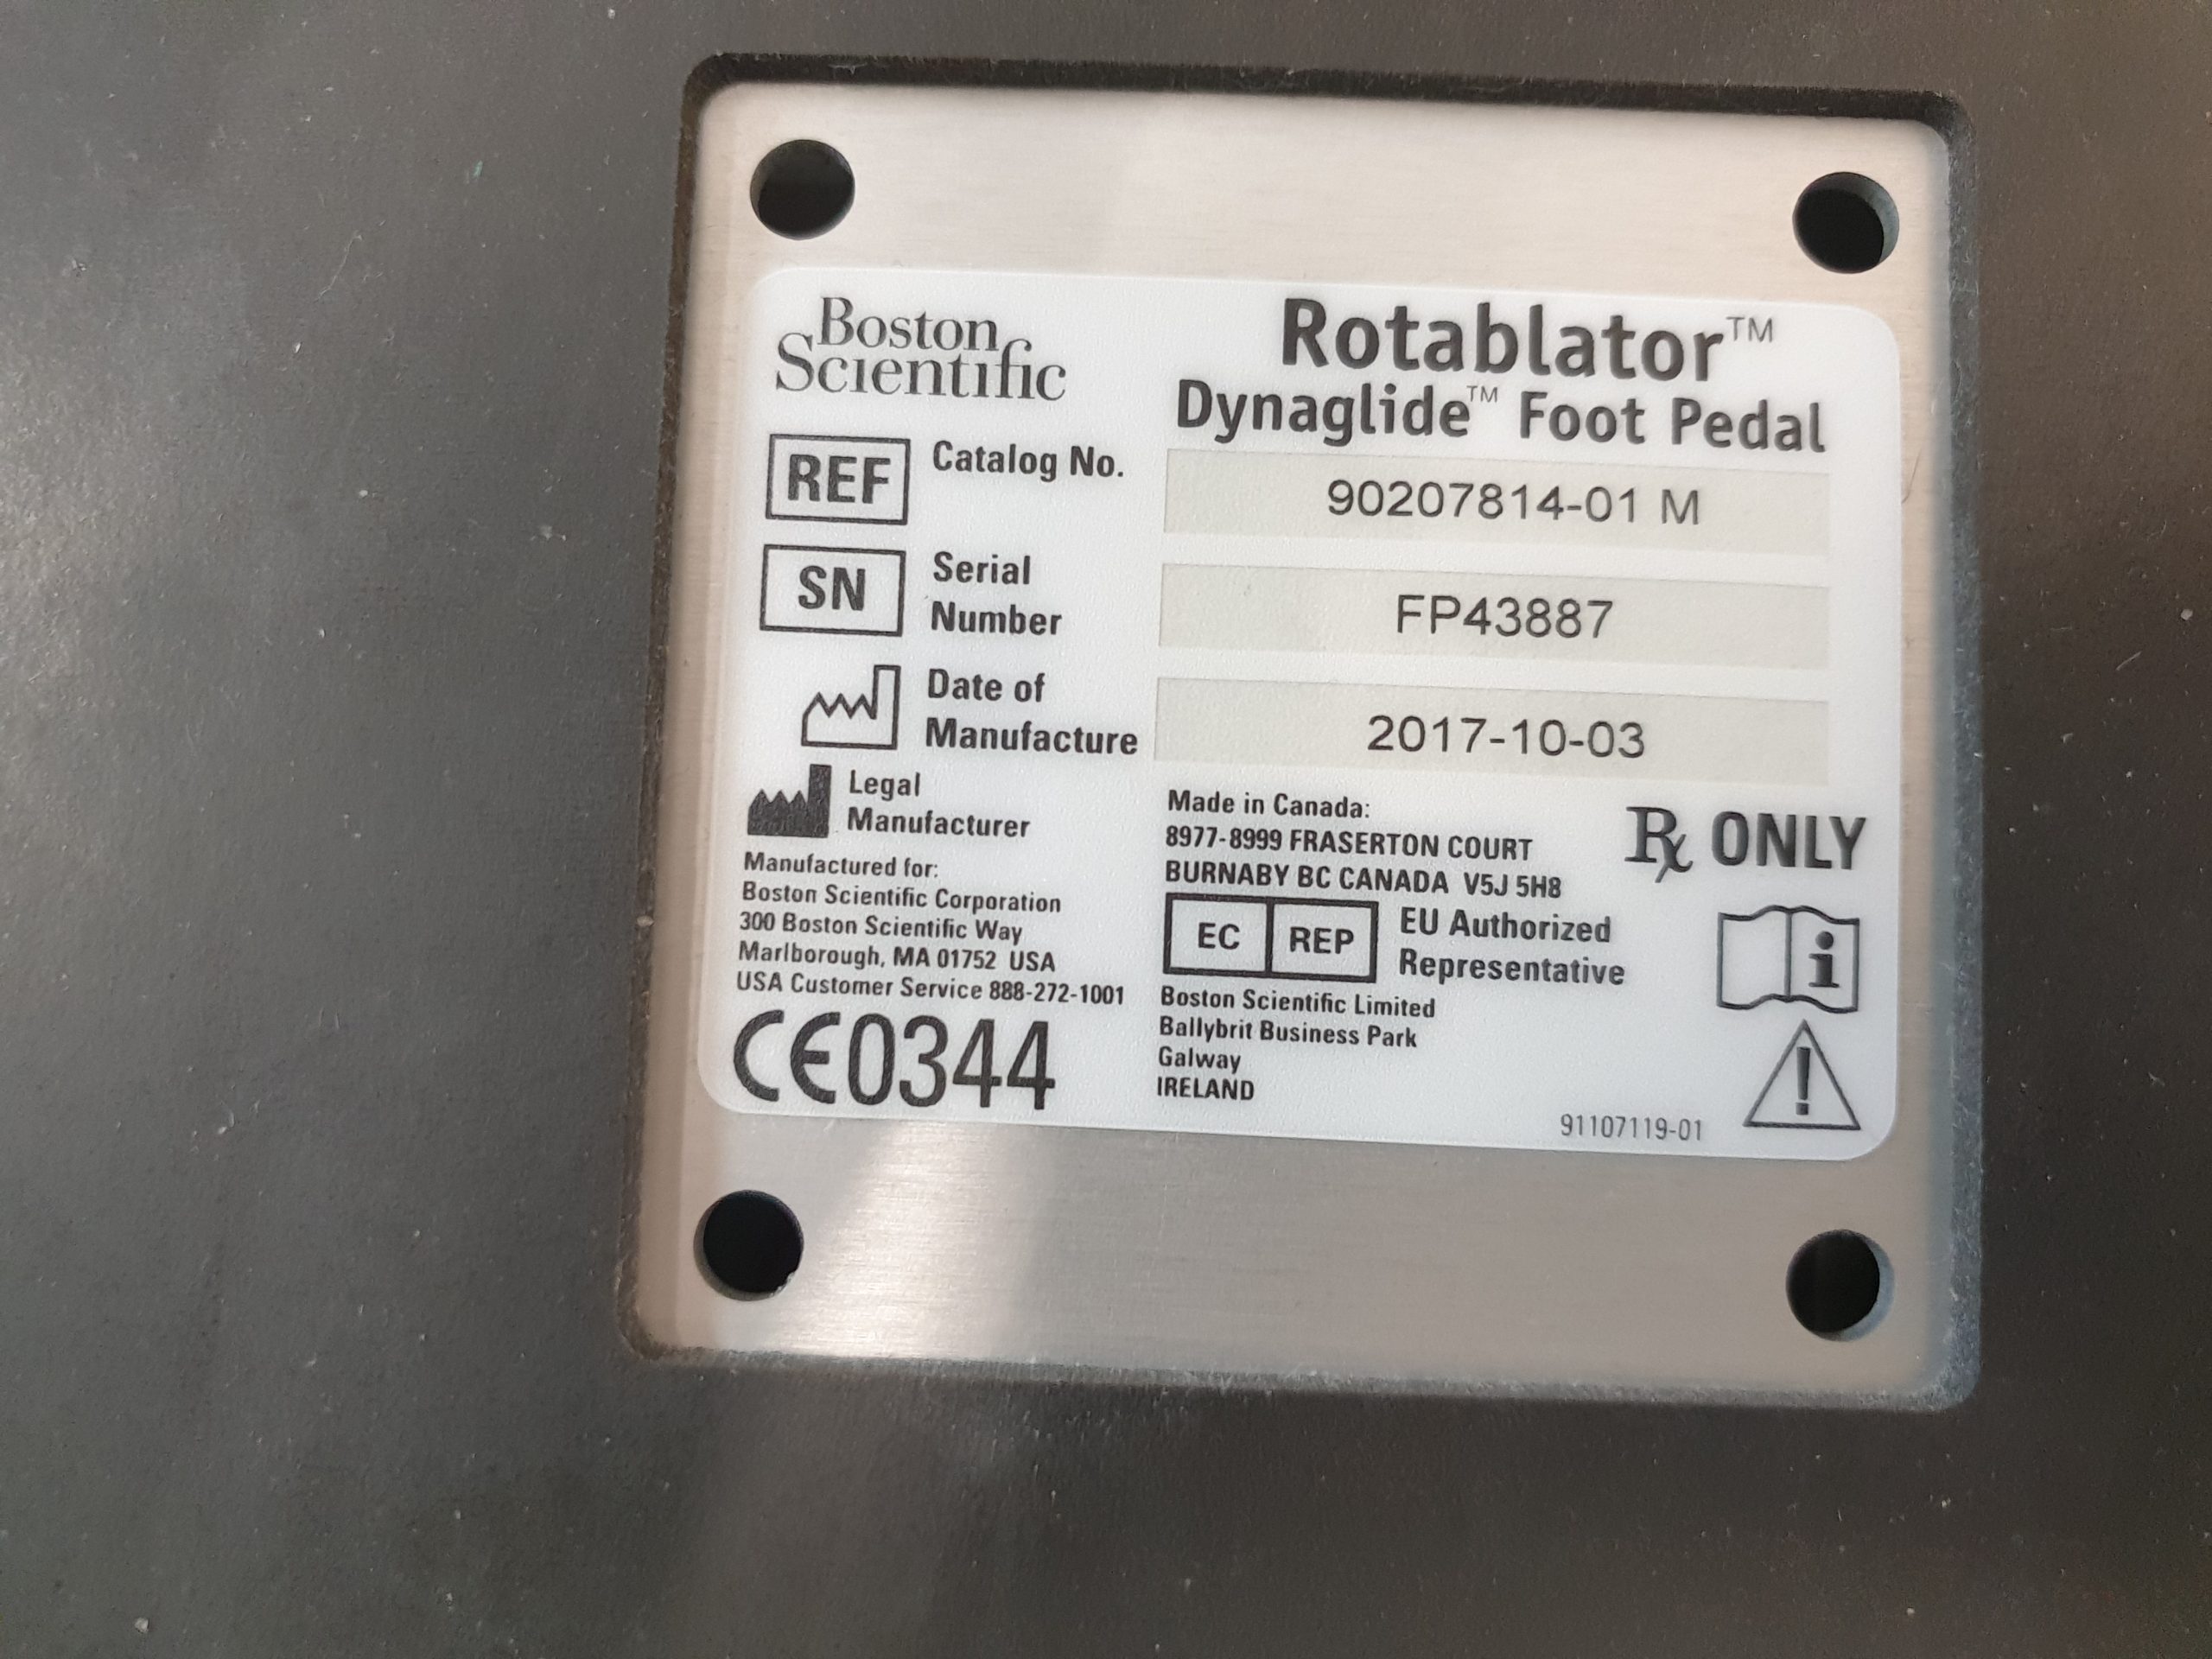 Boston
Scientific
Rotablator™
Dynaglide™ Foot Pedal
REF
Catalog No.
90207814-01 M
SN
Serial
Number
FP43887
Date of
Manufacture
2017-10-03
Legal
Manufacturer
Manufactured for:
Boston Scientific Corporation
300 Boston Scientific Way
Marlborough, MA 01752 USA
USA Customer Service 888-272-1001
CE0344
Made in Canada:
8977-8999 FRASERTON COURT
BURNABY BC CANADA V5J 5H8
Rx ONLY
EC REP
EU Authorized
Representative
Boston Scientific Limited
Ballybrit Business Park
Galway
IRELAND
i
!
91107119-01